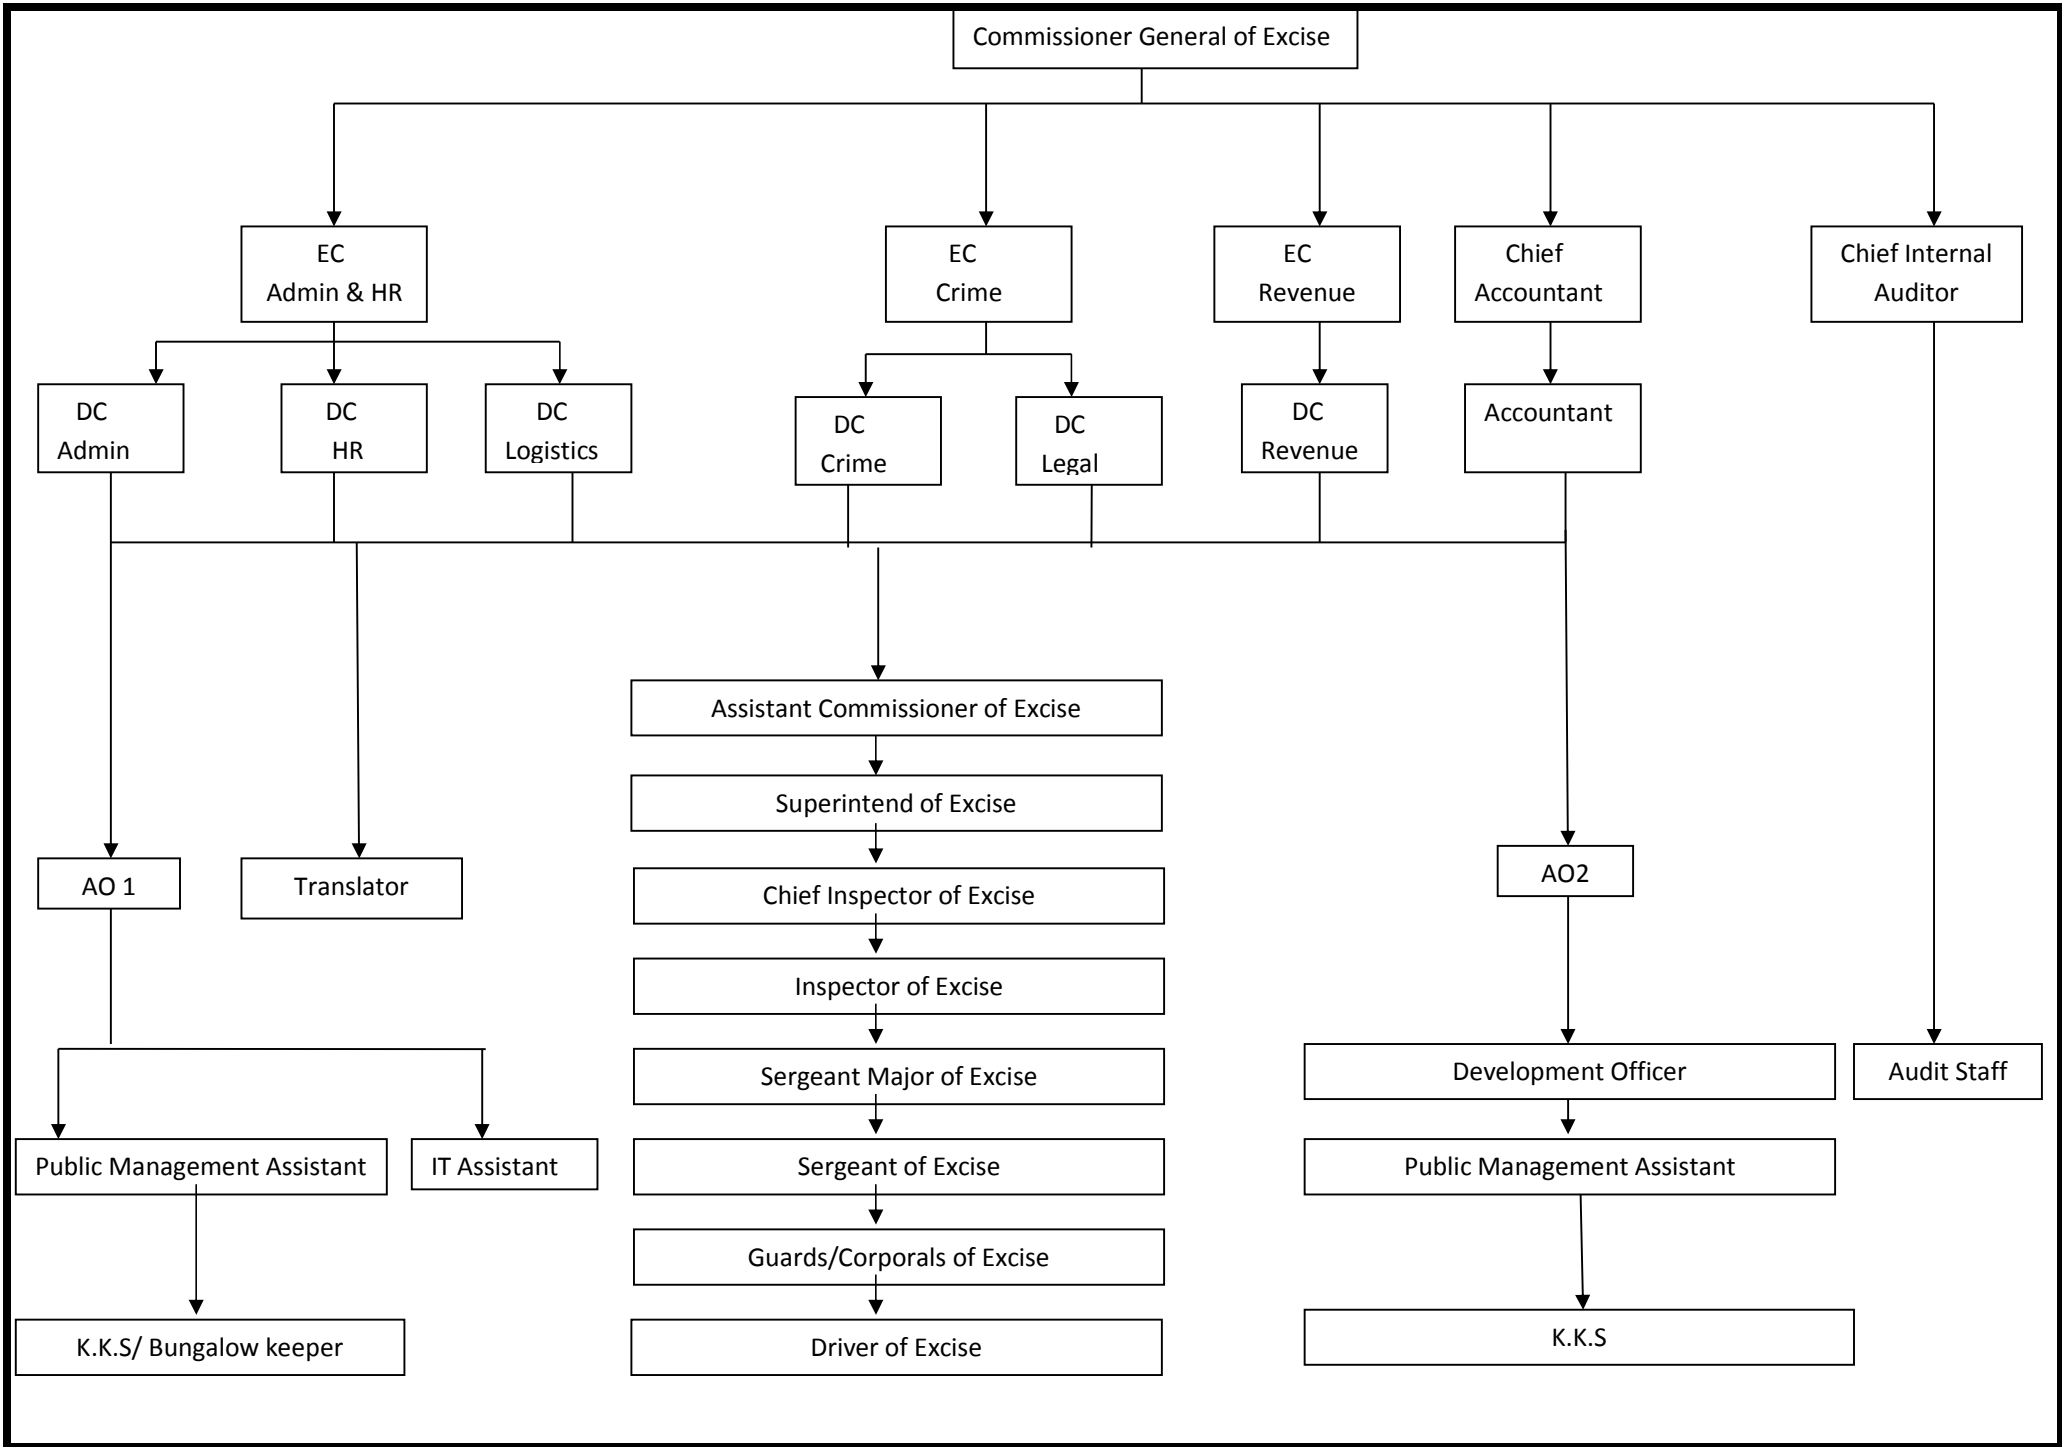 Commissioner General of Excise
EC
Admin & HR
EC
Crime
EC
Revenue
Chief
Accountant
Chief Internal
Auditor
DC
Admin
DC
HR
DC
Logistics
DC
Crime
DC
Legal
DC
Revenue
Accountant
Assistant Commissioner of Excise
Superintend of Excise
AO 1
Translator
Chief Inspector of Excise
AO2
Inspector of Excise
Sergeant Major of Excise
Development Officer
Audit Staff
Public Management Assistant
IT Assistant
Sergeant of Excise
Public Management Assistant
Guards/Corporals of Excise
K.K.S/ Bungalow keeper
Driver of Excise
K.K.S